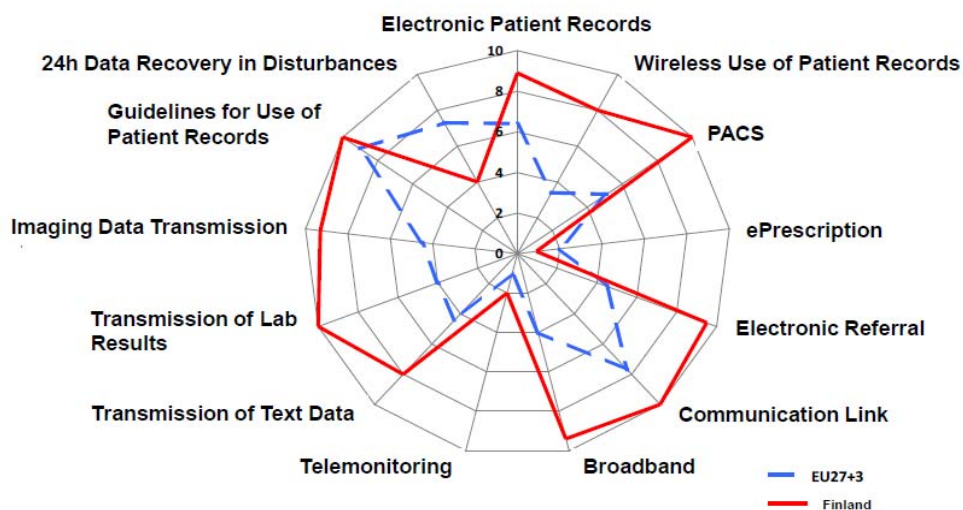 Electronic Patient Records
10
24h Data Recovery in Disturbances
Wireless Use of Patient Records
8
Guidelines for Use of
Patient Records
PACS
6
4
Imaging Data Transmission
2
ePrescription
0
Transmission of Lab
Results
Electronic Referral
Transmission of Text Data
Communication Link
Telemonitoring
Broadband
EU27+3
Finland